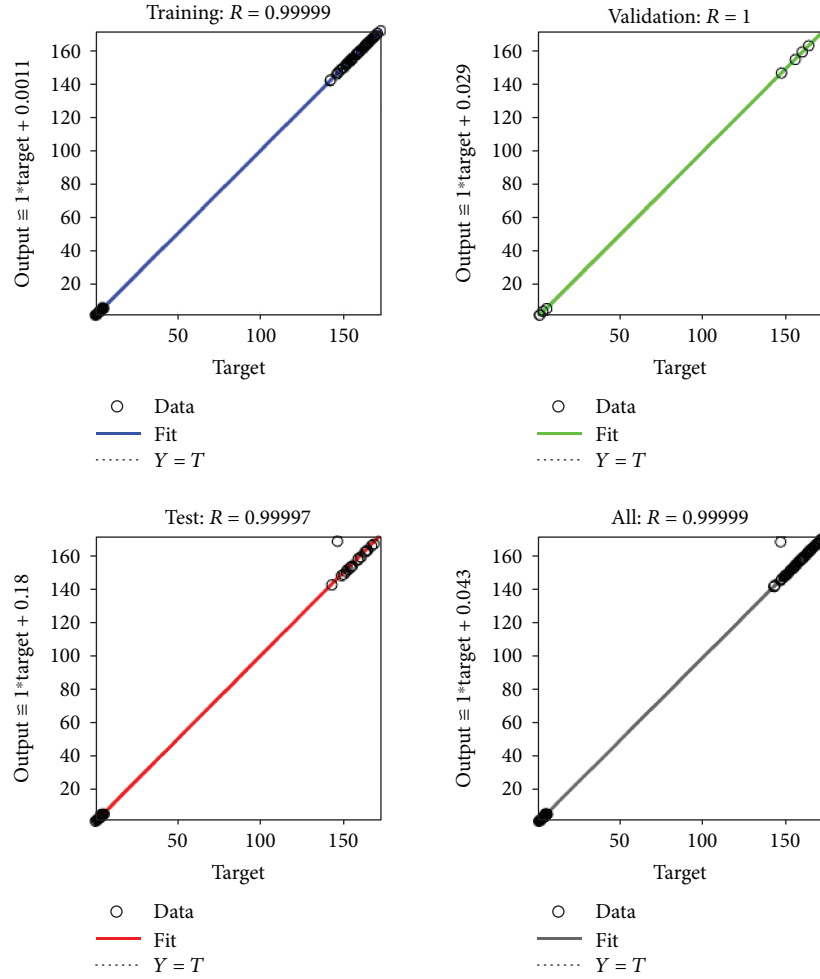 Training: R = 0.99999
Output ≌ 1*target + 0.0011
160
140
120
100
80
60
40
20
50
100
150
Target
Data
Fit
Y = T
Validation: R = 1
Output ≌ 1*target + 0.029
160
140
120
100
80
60
40
20
50
100
150
Target
Data
Fit
Y = T
Test: R = 0.99997
Output ≌ 1*target + 0.18
160
140
120
100
80
60
40
20
50
100
150
Target
Data
Fit
Y = T
All: R = 0.99999
Output ≌ 1*target + 0.043
160
140
120
100
80
60
40
20
50
100
150
Target
Data
Fit
Y = T